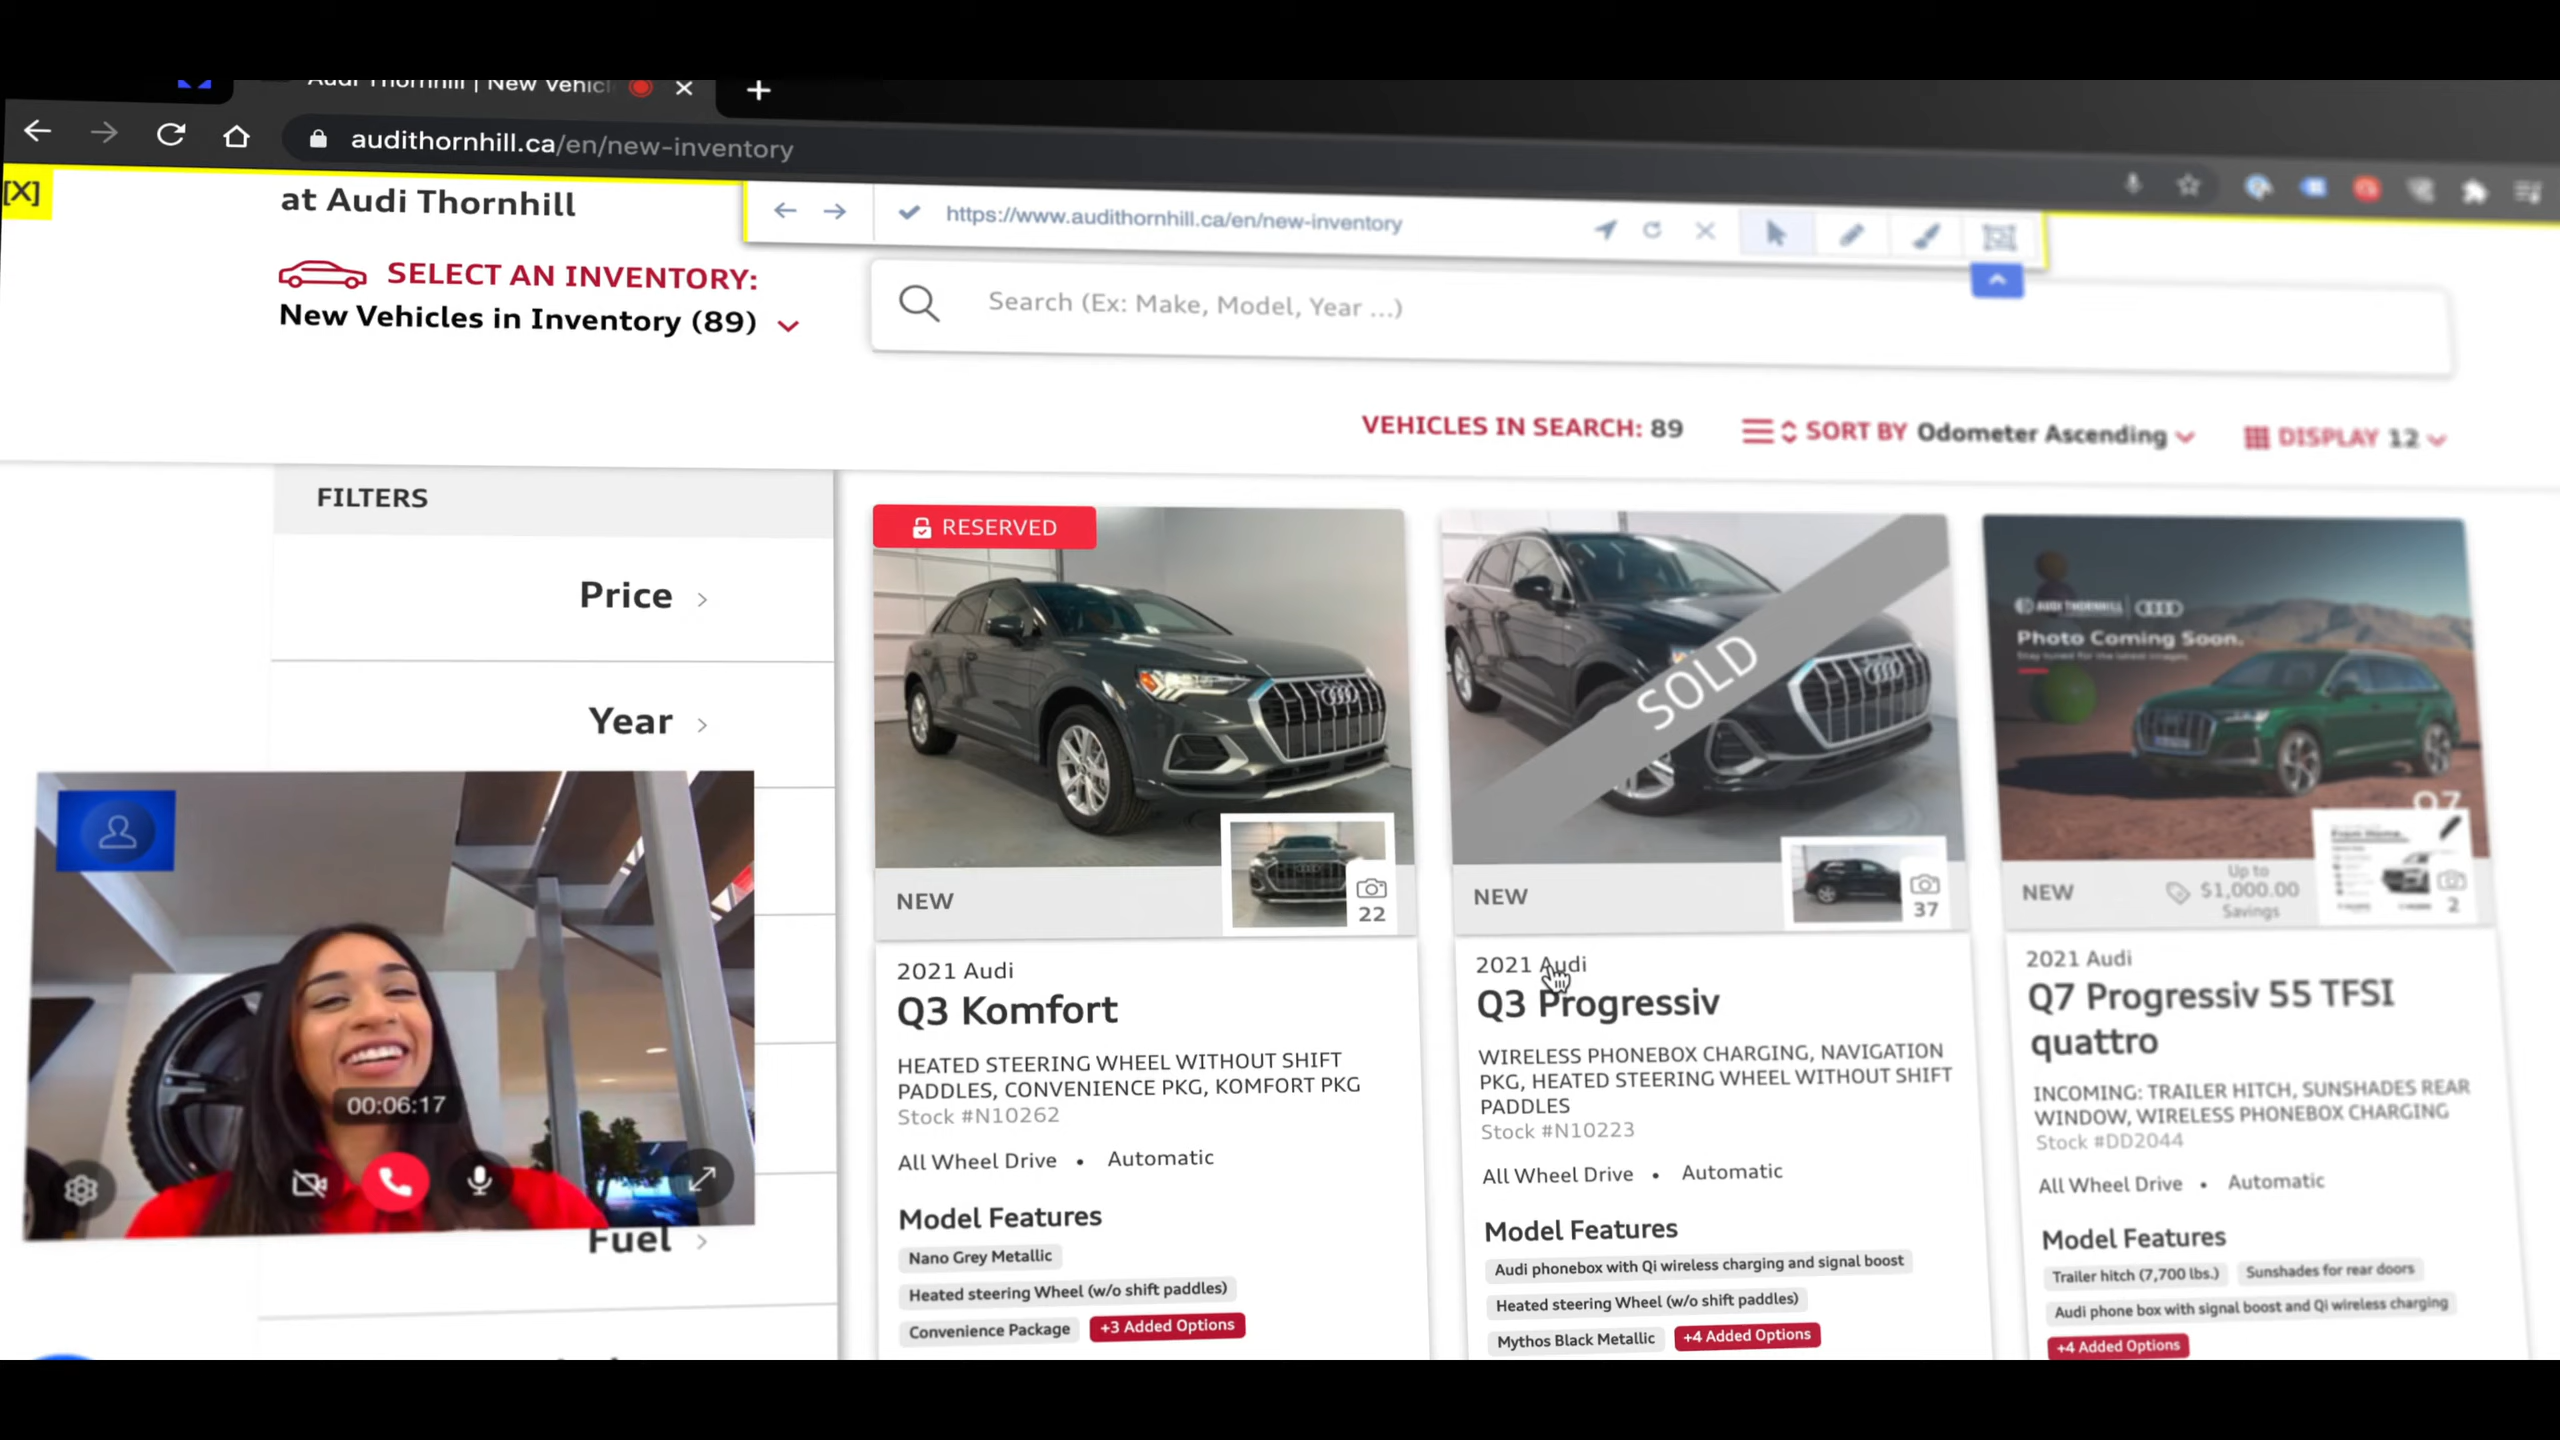 Audi Thornhill | New Vehicl
audithornhill.ca/en/new-inventory
[X]
at Audi Thornhill
https://www.audithornhill.ca/en/new-inventory
SELECT AN INVENTORY:
New Vehicles in Inventory (89)
Search (Ex: Make, Model, Year ...)
VEHICLES IN SEARCH: 89
SORT BY Odometer Ascending
DISPLAY 12
FILTERS
Price
Year
Fuel
00:06:17
RESERVED
NEW
22
2021 Audi
Q3 Komfort
HEATED STEERING WHEEL WITHOUT SHIFT
PADDLES, CONVENIENCE PKG, KOMFORT PKG
Stock #N10262
All Wheel Drive • Automatic
Model Features
Nano Grey Metallic
Heated steering Wheel (w/o shift paddles)
Convenience Package
+3 Added Options
SOLD
NEW
37
2021 Audi
Q3 Progressiv
WIRELESS PHONEBOX CHARGING, NAVIGATION
PKG, HEATED STEERING WHEEL WITHOUT SHIFT
PADDLES
Stock #N10223
All Wheel Drive • Automatic
Model Features
Audi phonebox with Qi wireless charging and signal boost
Heated steering Wheel (w/o shift paddles)
Mythos Black Metallic
+4 Added Options
AUDI THORNHILL
Photo Coming Soon.
Q7
NEW
Up to
$1,000.00
Savings
2
2021 Audi
Q7 Progressiv 55 TFSI
quattro
INCOMING: TRAILER HITCH, SUNSHADES REAR
WINDOW, WIRELESS PHONEBOX CHARGING
Stock #DD2044
All Wheel Drive • Automatic
Model Features
Trailer hitch (7,700 lbs.)
Sunshades for rear doors
Audi phone box with signal boost and Qi wireless charging
+4 Added Options